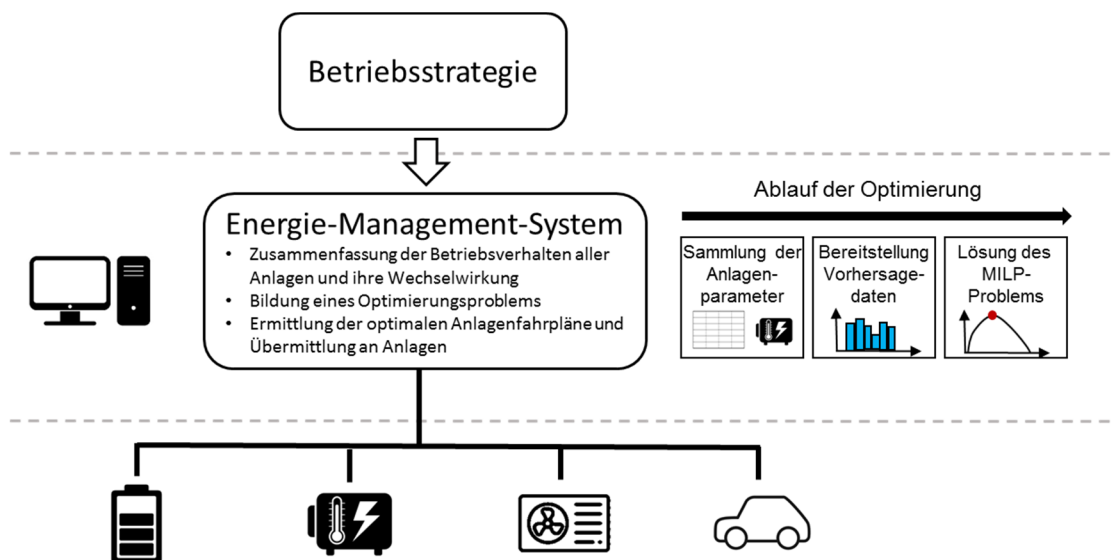 Betriebsstrategie
Energie-Management-System
• Zusammenfassung der Betriebsverhalten aller
Anlagen und ihre Wechselwirkung
• Bildung eines Optimierungsproblems
• Ermittlung der optimalen Anlagenfahrpläne und
Übermittlung an Anlagen
Ablauf der Optimierung
Sammlung der
Anlagen-
parameter
Bereitstellung
Vorhersage-
daten
Lösung des
MILP-
Problems